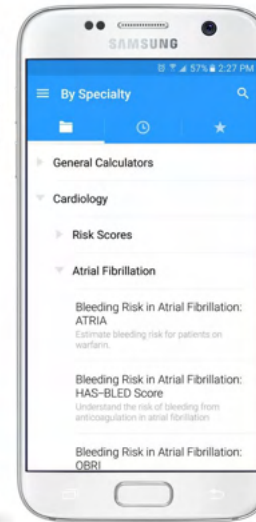 SAMSUNG
57% 2:27 PM
By Specialty
General Calculators
Cardiology
Risk Scores
Atrial Fibrillation
Bleeding Risk in Atrial Fibrillation:
ATRIA
Estimate bleeding risk for patients on
warfarin.
Bleeding Risk in Atrial Fibrillation:
HAS-BLED Score
Understand the risk of bleeding from
anticoagulation in atrial fibrillation
Bleeding Risk in Atrial Fibrillation:
OBRI